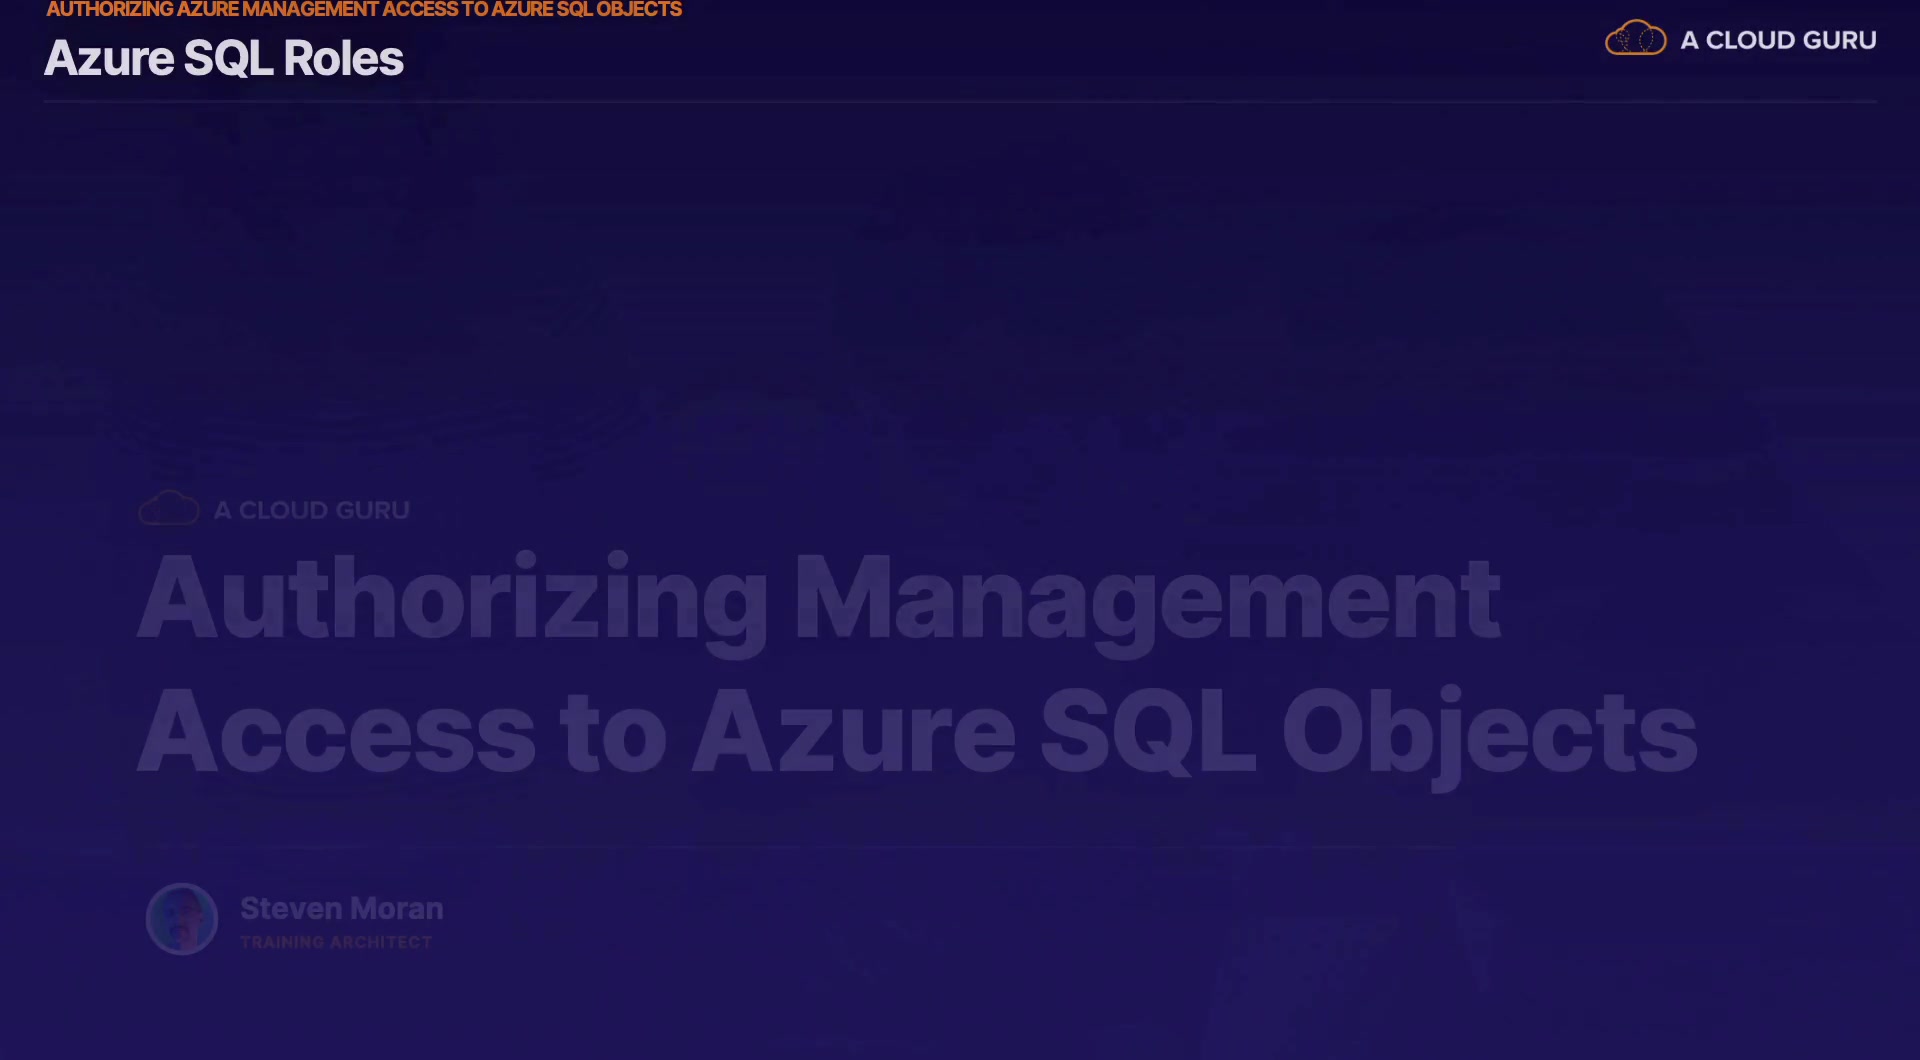 AUTHORIZING AZURE MANAGEMENT ACCESS TO AZURE SQL OBJECTS
Azure SQL Roles
A CLOUD GURU
A CLOUD GURU
Authorizing Management
Access to Azure SQL Objects
Steven Moran
TRAINING ARCHITECT